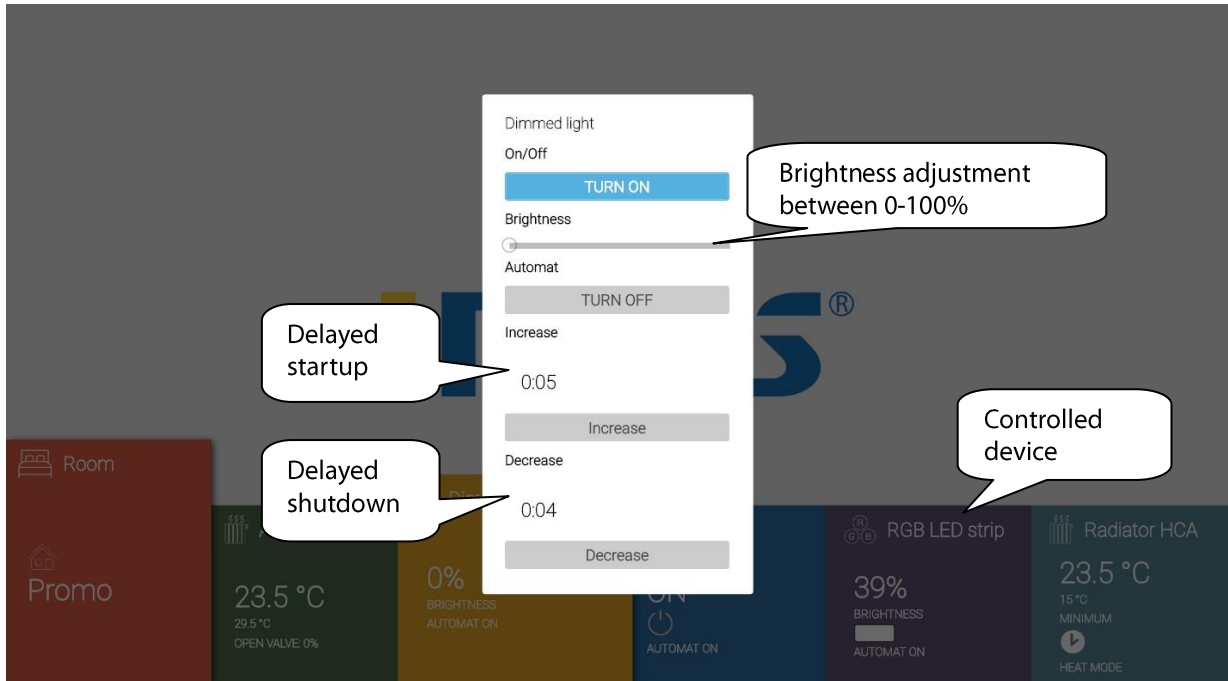 Dimmed light
On/Off
TURN ON
Brightness
Automat
TURN OFF
Increase
0:05
Increase
Decrease
0:04
Decrease
Brightness adjustment
between 0-100%
Delayed
startup
Delayed
shutdown
Controlled
device
®
Room
Promo
23.5 °C
29.5 °C
OPEN VALVE: 0%
0%
BRIGHTNESS
AUTOMAT ON
ON
AUTOMAT ON
RGB LED strip
R
G B
39%
BRIGHTNESS
AUTOMAT ON
Radiator HCA
23.5 °C
15 °C
MINIMUM
HEAT MODE